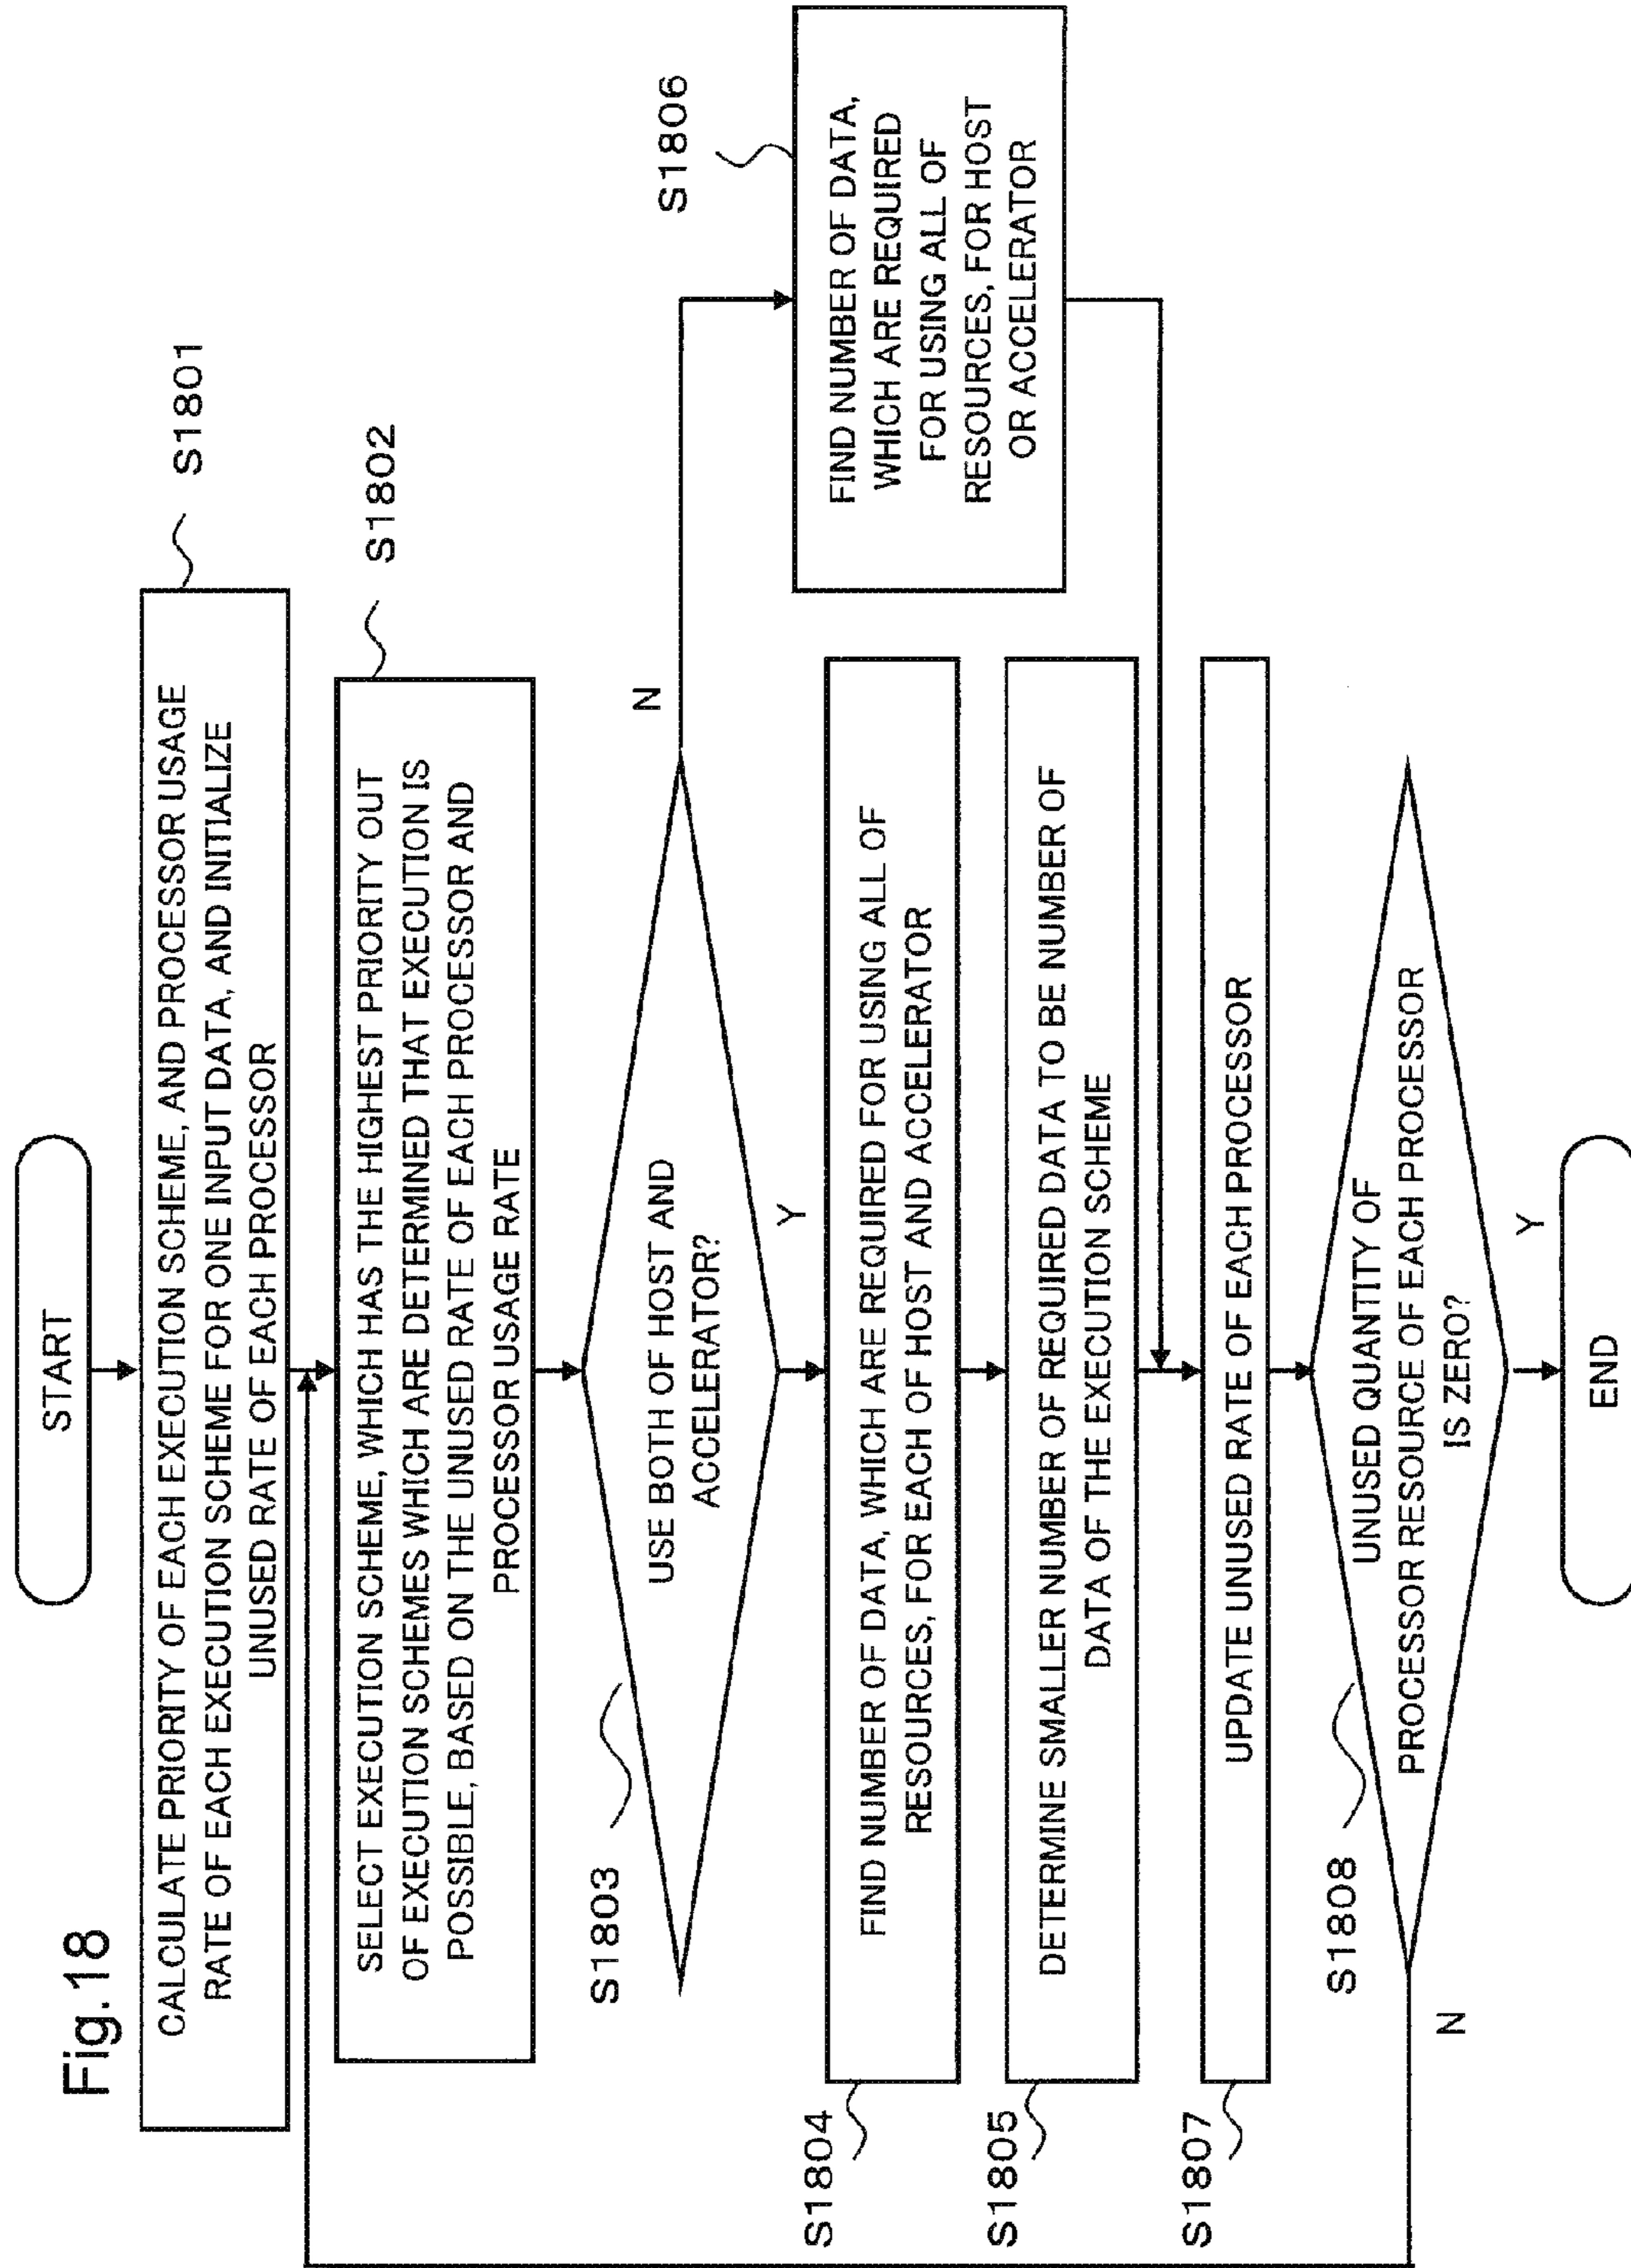 Fig.18
START
CALCULATE PRIORITY OF EACH EXECUTION SCHEME, AND PROCESSOR USAGE
RATE OF EACH EXECUTION SCHEME FOR ONE INPUT DATA, AND INITIALIZE
UNUSED RATE OF EACH PROCESSOR
S1801
SELECT EXECUTION SCHEME, WHICH HAS THE HIGHEST PRIORITY OUT
OF EXECUTION SCHEMES WHICH ARE DETERMINED THAT EXECUTION IS
POSSIBLE, BASED ON THE UNUSED RATE OF EACH PROCESSOR AND
PROCESSOR USAGE RATE
S1802
S1803
USE BOTH OF HOST AND
ACCELERATOR?
N
Y
S1804
FIND NUMBER OF DATA, WHICH ARE REQUIRED FOR USING ALL OF
RESOURCES, FOR EACH OF HOST AND ACCELERATOR
S1805
DETERMINE SMALLER NUMBER OF REQUIRED DATA TO BE NUMBER OF
DATA OF THE EXECUTION SCHEME
S1806
FIND NUMBER OF DATA,
WHICH ARE REQUIRED
FOR USING ALL OF
RESOURCES, FOR HOST
OR ACCELERATOR
S1807
UPDATE UNUSED RATE OF EACH PROCESSOR
S1808
UNUSED QUANTITY OF
PROCESSOR RESOURCE OF EACH PROCESSOR
IS ZERO?
N
Y
END